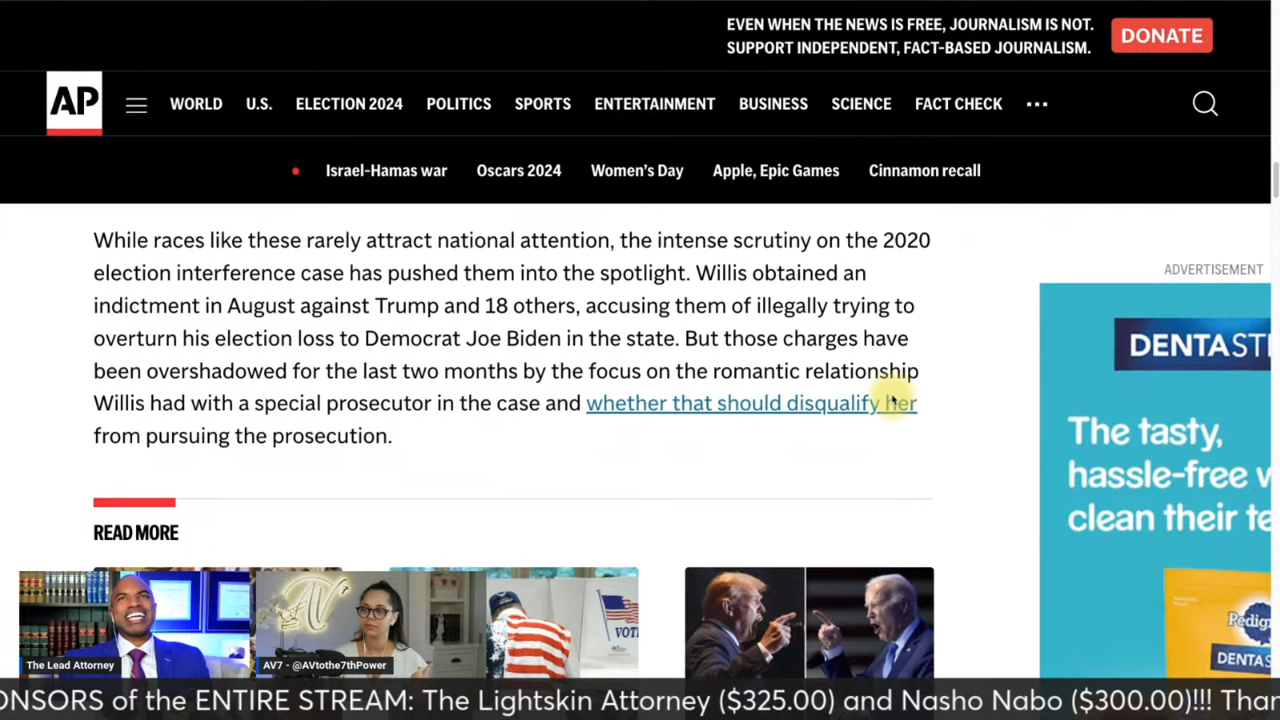 EVEN WHEN THE NEWS IS FREE, JOURNALISM IS NOT.
SUPPORT INDEPENDENT, FACT-BASED JOURNALISM.
DONATE
AP
WORLD U.S. ELECTION 2024 POLITICS SPORTS ENTERTAINMENT BUSINESS SCIENCE FACT CHECK
Israel-Hamas war Oscars 2024 Women's Day Apple, Epic Games Cinnamon recall
While races like these rarely attract national attention, the intense scrutiny on the 2020
election interference case has pushed them into the spotlight. Willis obtained an
indictment in August against Trump and 18 others, accusing them of illegally trying to
overturn his election loss to Democrat Joe Biden in the state. But those charges have
been overshadowed for the last two months by the focus on the romantic relationship
Willis had with a special prosecutor in the case and whether that should disqualify her
from pursuing the prosecution.
ADVERTISEMENT
DENTAST
The tasty,
hassle-free w
clean their te
Pedig
DENTAS
READ MORE
VOT
The Lead Attorney
AV7 - @AVtothe7thPower
ONSORS of the ENTIRE STREAM: The Lightskin Attorney ($325.00) and Nasho Nabo ($300.00)!!! Than